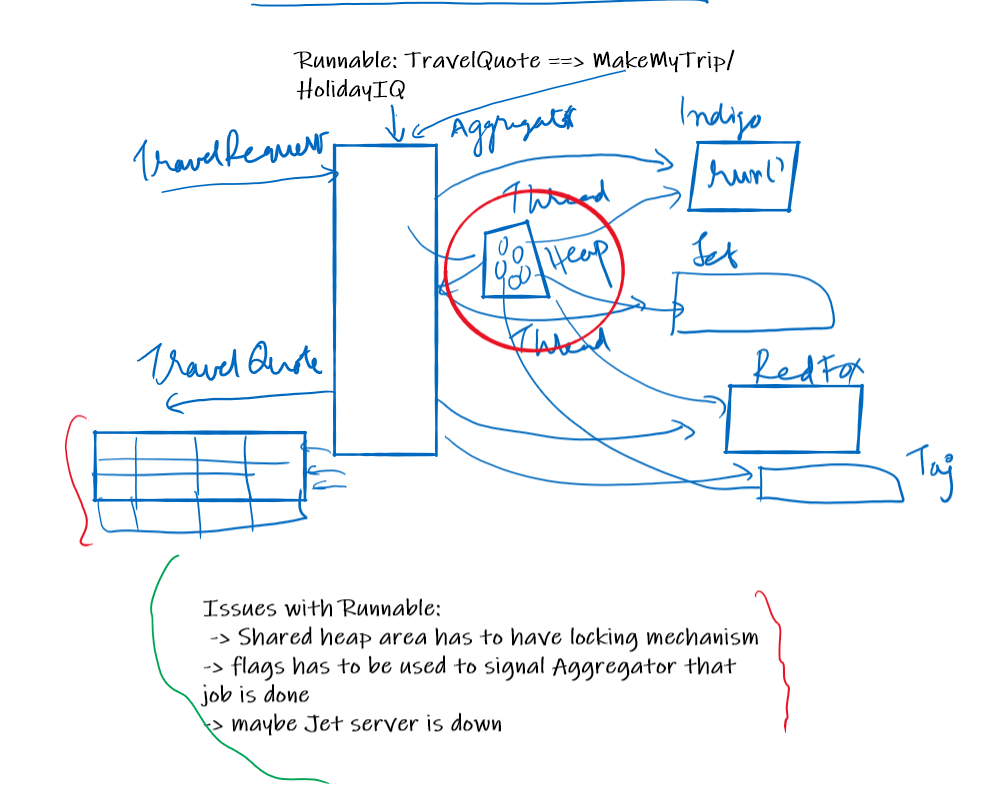 Runnable: TravelQuote ==> MakeMyTrip/
HolidayIQ
Aggregator
Indigo
TravelRequest
run()
Thread
Jet
Heap
Thread
TravelQuote
RedFox
Taj
Issues with Runnable:
-> Shared heap area has to have locking mechanism
-> flags has to be used to signal Aggregator that
job is done
-> maybe Jet server is down